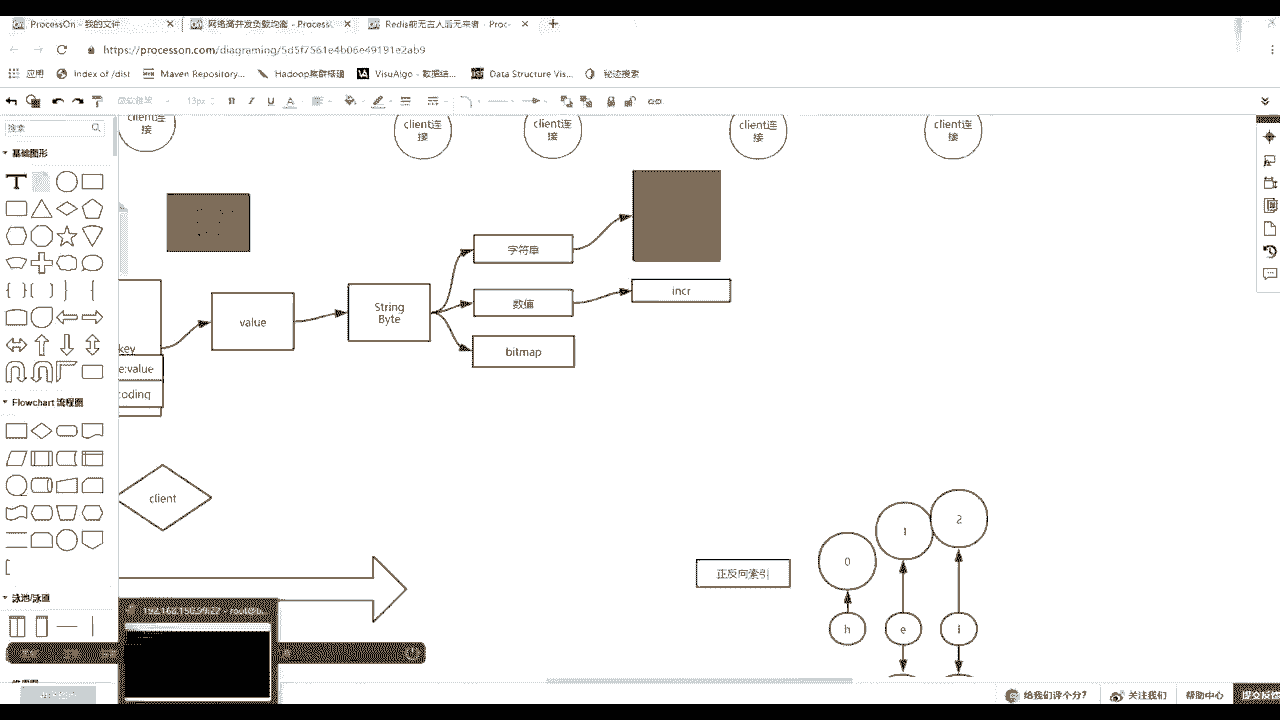 ProcessOn - 我的文件
网络高并发负载均衡 - Process
Redis前无古人后无来者 - Proc-
https://processon.com/diagraming/5d5f7561e4b06e49191e2ab9
应用
Index of /dist
Maven Repository...
Hadoop集群搭建
VisuAlgo - 数据结...
Data Structure Vis...
秘迹搜索
13px
B
I
U
A
搜索
基础图形
Flowchart 流程图
泳池/泳道
client连
接
client连
接
client连
接
client连
接
client连
接
key
e:value
coding
value
String
Byte
字符串
数值
bitmap
incr
client
正反向索引
0
1
2
h
e
l
给我们评个分?
关注我们
帮助中心
提交反馈